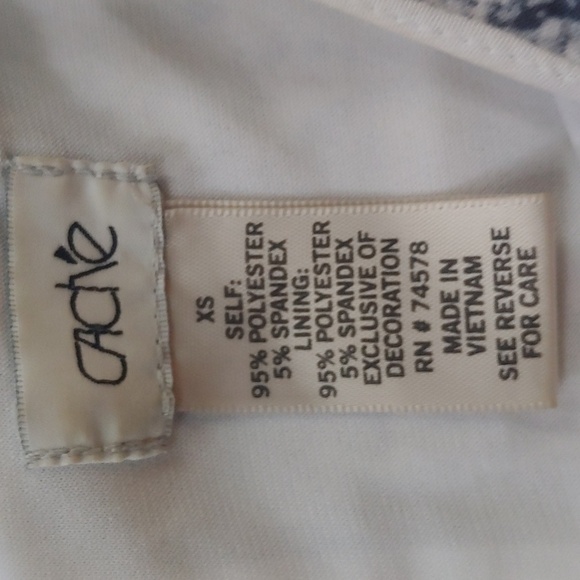 Caché
XS
SELF:
95% POLYESTER
5% SPANDEX
LINING:
95% POLYESTER
5% SPANDEX
EXCLUSIVE OF
DECORATION
RN # 74578
MADE IN
VIETNAM
SEE REVERSE
FOR CARE